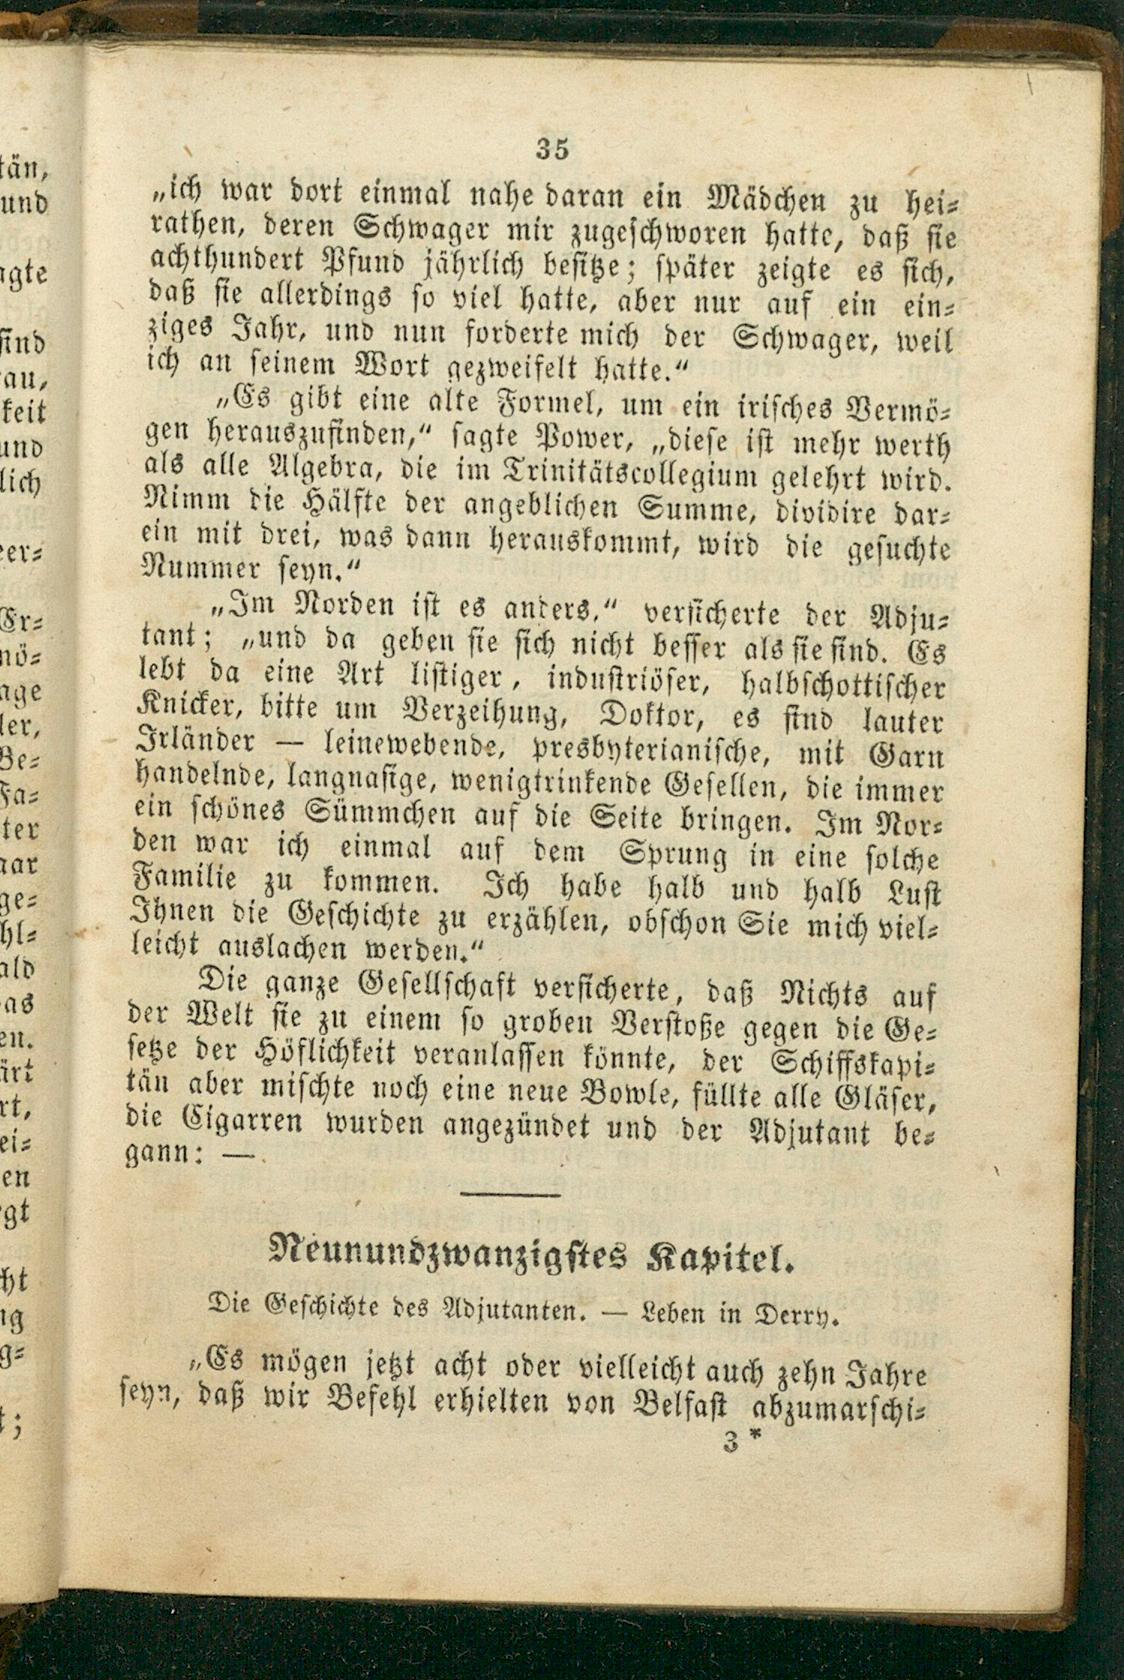 35
„ich war dort einmal nahe daran ein Mädchen zu hei-
rathen, deren Schwager mir zugeschworen hatte, daß sie
achthundert Pfund jährlich besitze; später zeigte es sich,
daß sie allerdings so viel hatte, aber nur auf ein ein-
ziges Jahr, und nun forderte mich der Schwager, weil
ich an seinem Wort gezweifelt hatte.“
„Es gibt eine alte Formel, um ein irisches Vermö-
gen herauszufinden,“ sagte Power, „diese ist mehr werth
als alle Algebra, die im Trinitätscollegium gelehrt wird.
Nimm die Hälfte der angeblichen Summe, dividire dar-
ein mit drei, was dann herauskommt, wird die gesuchte
Nummer seyn.“
„Im Norden ist es anders.“ versicherte der Adju-
tant; „und da geben sie sich nicht besser als sie sind. Es
lebt da eine Art listiger, industriöser, halbschottischer
Knicker, bitte um Verzeihung, Doktor, es sind lauter
Irländer — leinewebende, presbyterianische, mit Garn
handelnde, langnasige, wenigtrinkende Gesellen, die immer
ein schönes Sümmchen auf die Seite bringen. Im Nor-
den war ich einmal auf dem Sprung in eine solche
Familie zu kommen. Ich habe halb und halb Lust
Ihnen die Geschichte zu erzählen, obschon Sie mich viel-
leicht auslachen werden.“
Die ganze Gesellschaft versicherte, daß Nichts auf
der Welt sie zu einem so groben Verstoße gegen die Ge-
setze der Höflichkeit veranlassen könnte, der Schiffskapi-
tän aber mischte noch eine neue Bowle, füllte alle Gläser,
die Cigarren wurden angezündet und der Adjutant be-
gann: —
Neunundzwanzigstes Kapitel.
Die Geschichte des Adjutanten. — Leben in Derry.
„Es mögen jetzt acht oder vielleicht auch zehn Jahre
seyn, daß wir Befehl erhielten von Belfast abzumarschi-
3*